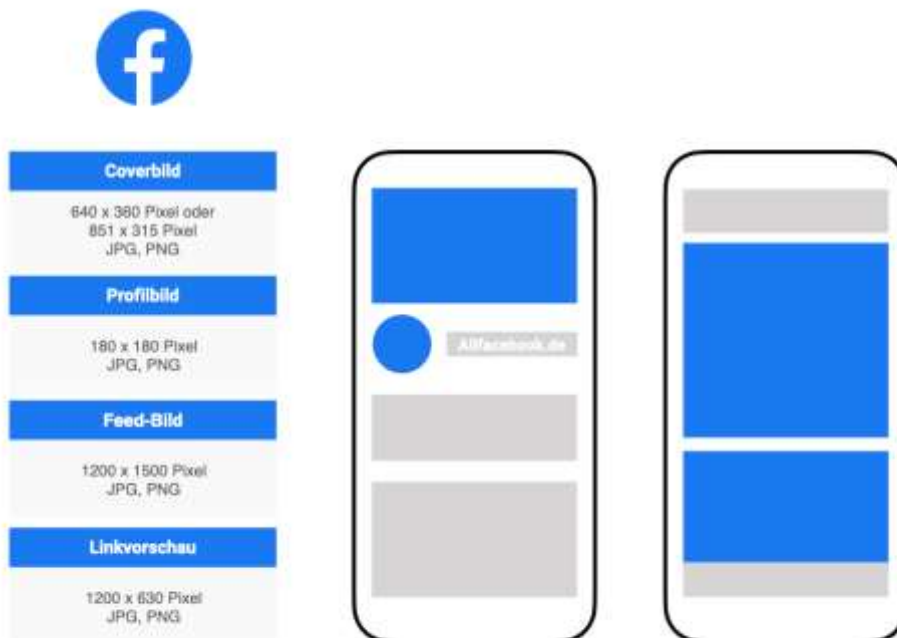 Coverbild
640 x 360 Pixel oder
851 x 315 Pixel
JPG, PNG
Profilbild
180 x 180 Pixel
JPG, PNG
Allfacebook.de
Feed-Bild
1200 x 1500 Pixel
JPG, PNG
Linkvorschau
1200 x 630 Pixel
JPG, PNG